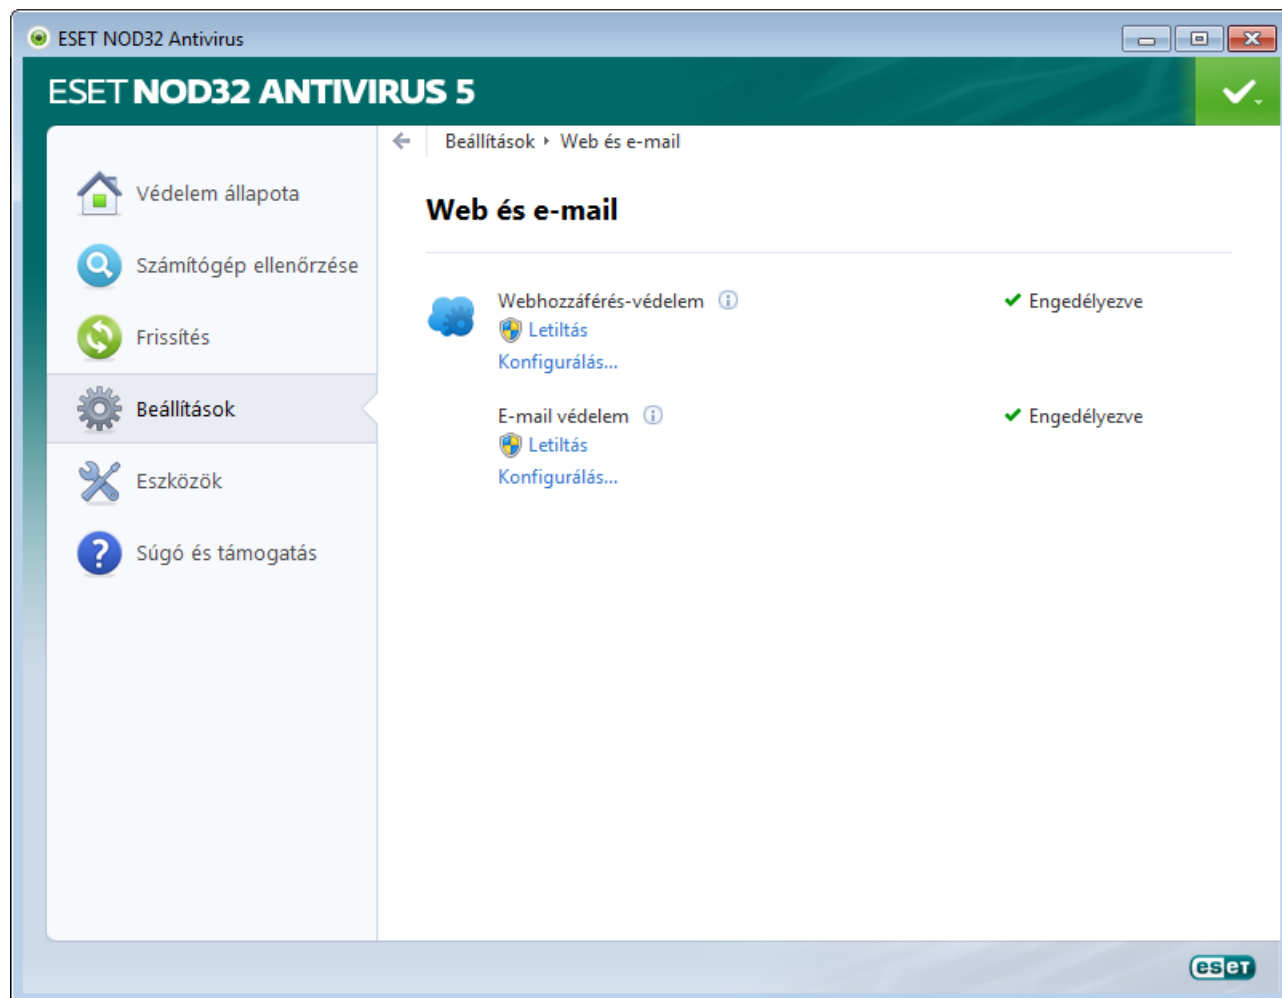 ESET NOD32 Antivirus
ESET NOD32 ANTIVIRUS 5
Beállítások Web és e-mail
Védelem állapota
Számítógép ellenőrzése
Frissítés
Beállítások
Eszközök
Súgó és támogatás
Web és e-mail
Webhozzáférés-védelem Engedélyezve
Letiltás
Konfigurálás...
E-mail védelem Engedélyezve
Letiltás
Konfigurálás...
eseT